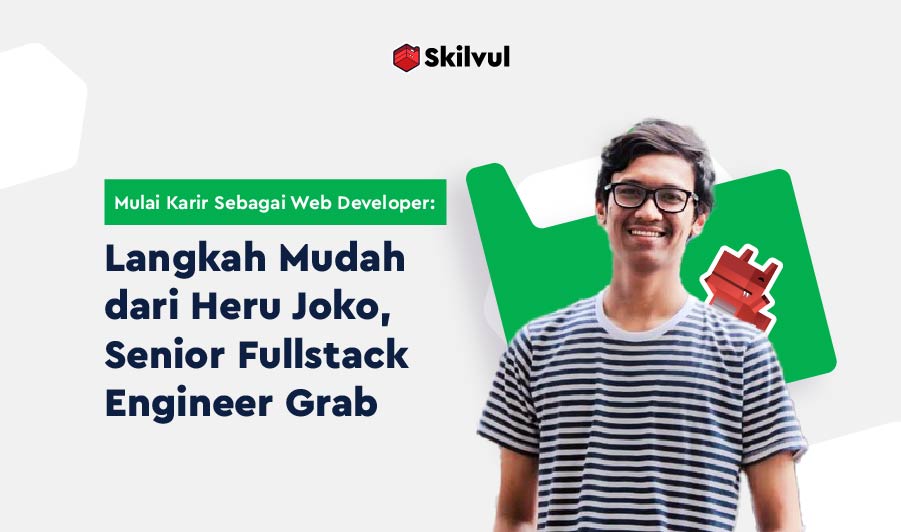 Skilvul
Mulai Karir Sebagai Web Developer:
Langkah Mudah
dari Heru Joko,
Senior Fullstack
Engineer Grab